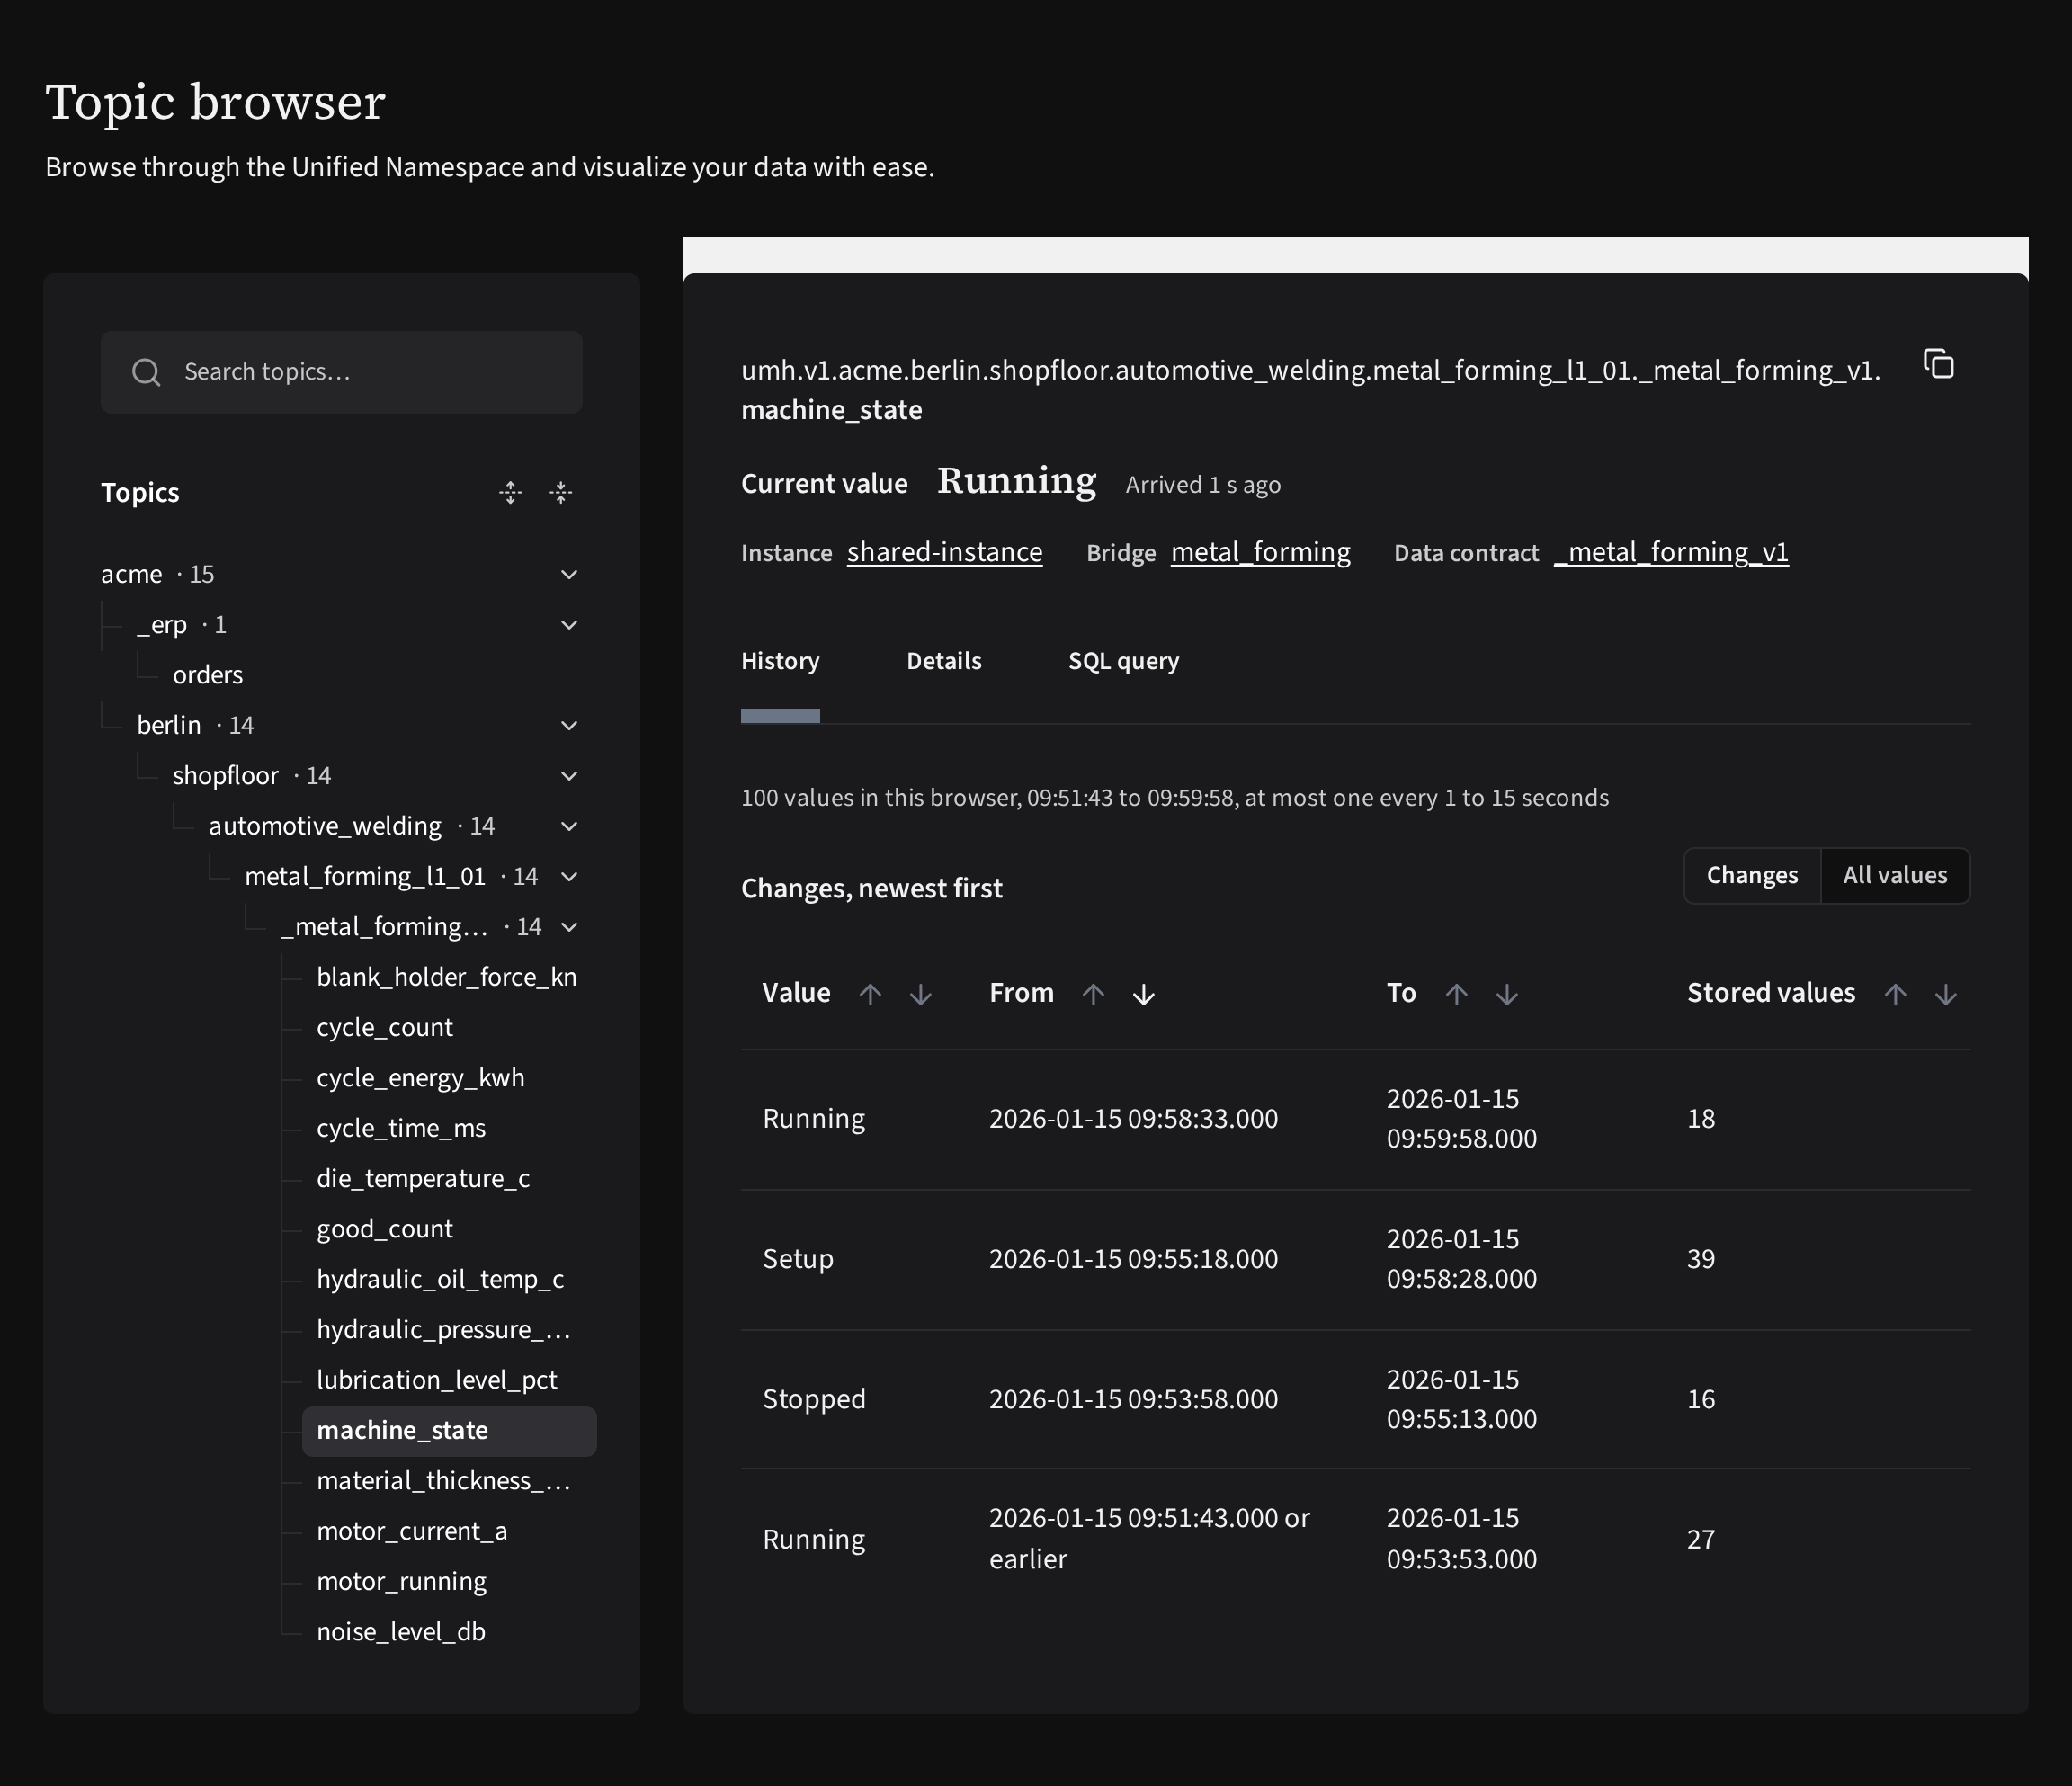 Topic browser
Browse through the Unified Namespace and visualize your data with ease.
Search topics...
Topics
acme · 15
_erp · 1
orders
berlin · 14
shopfloor · 14
automotive_welding · 14
metal_forming_l1_01 · 14
_metal_forming... · 14
blank_holder_force_kn
cycle_count
cycle_energy_kwh
cycle_time_ms
die_temperature_c
good_count
hydraulic_oil_temp_c
hydraulic_pressure_...
lubrication_level_pct
machine_state
material_thickness_...
motor_current_a
motor_running
noise_level_db
umh.v1.acme.berlin.shopfloor.automotive_welding.metal_forming_l1_01._metal_forming_v1.
machine_state
Current value Running Arrived 1 s ago
Instance shared-instance Bridge metal_forming Data contract _metal_forming_v1
History Details SQL query
100 values in this browser, 09:51:43 to 09:59:58, at most one every 1 to 15 seconds
Changes, newest first Changes All values
Value From To Stored values
Running 2026-01-15 09:58:33.000 2026-01-15 09:59:58.000 18
Setup 2026-01-15 09:55:18.000 2026-01-15 09:58:28.000 39
Stopped 2026-01-15 09:53:58.000 2026-01-15 09:55:13.000 16
Running 2026-01-15 09:51:43.000 or earlier 2026-01-15 09:53:53.000 27